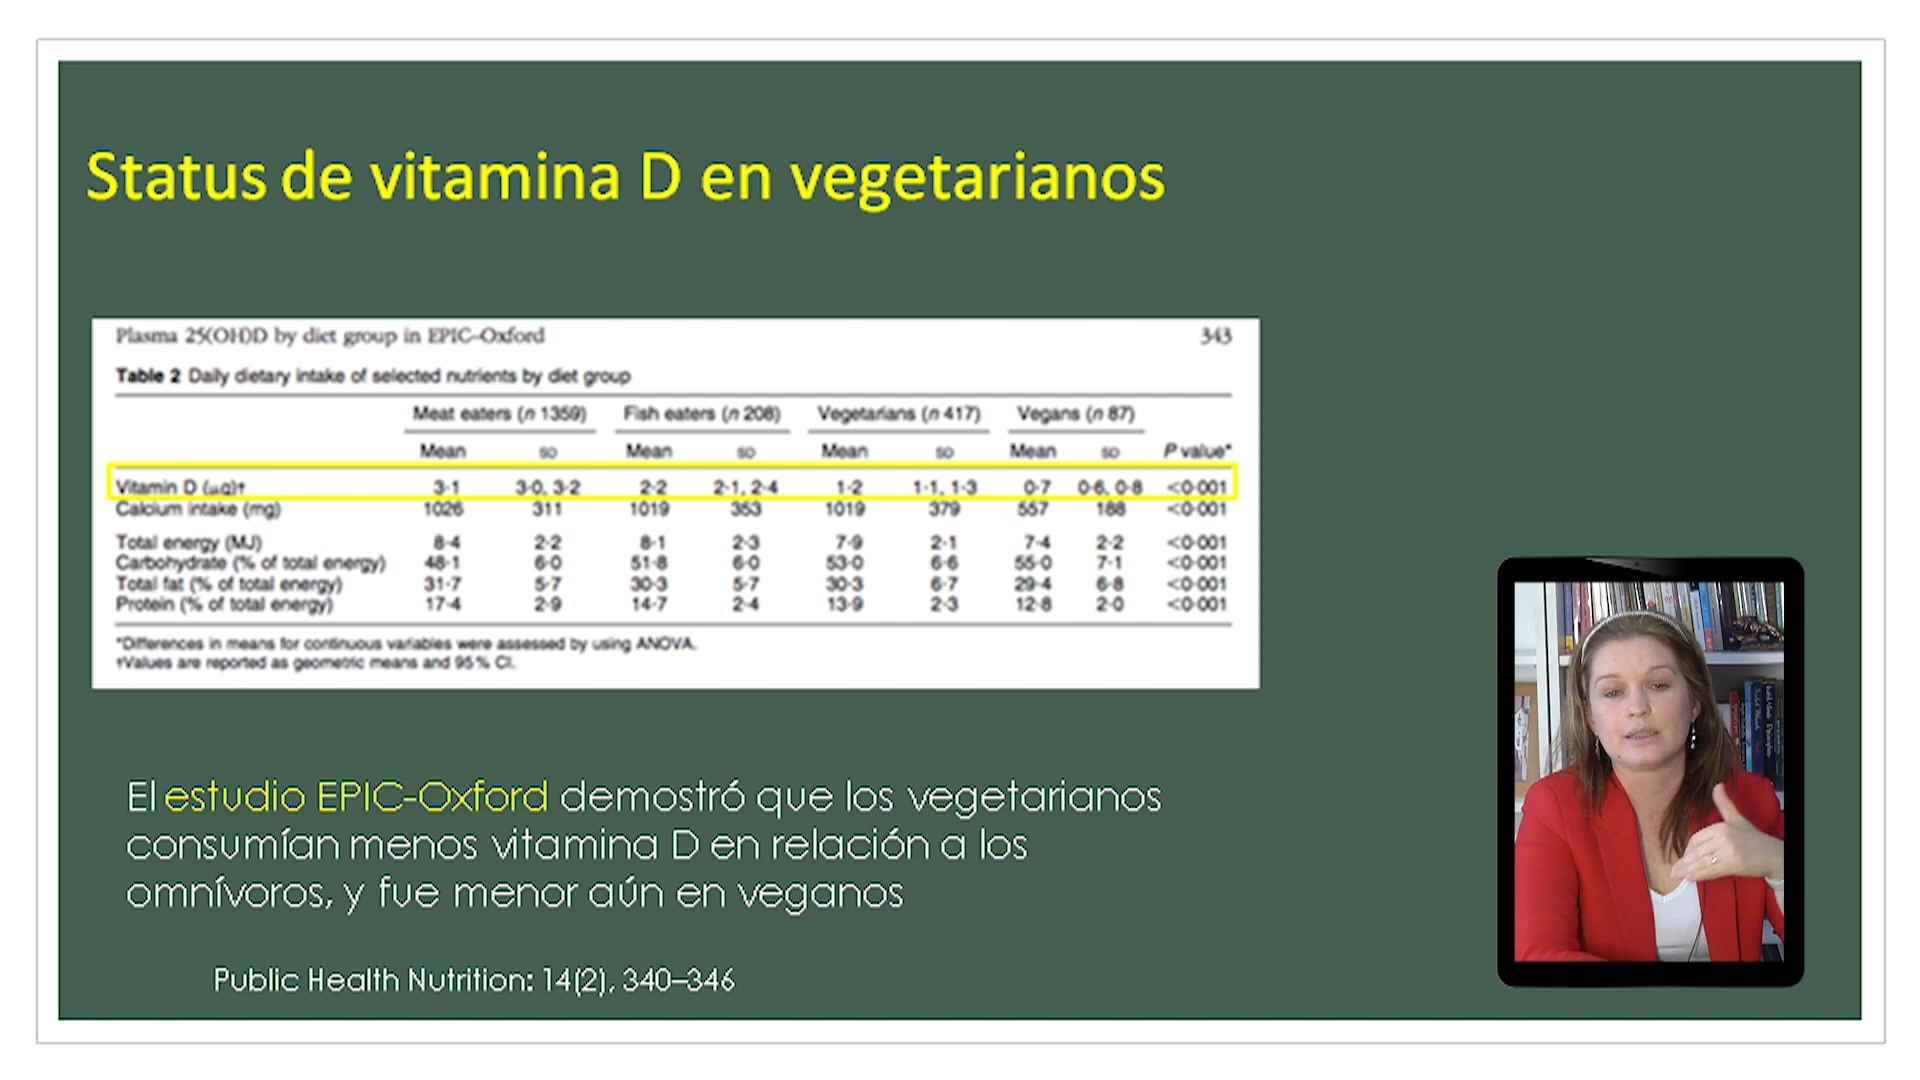 Status de vitamina D en vegetarianos
Plasma 25(OH)D by diet group in EPIC–Oxford 343
Table 2 Daily dietary intake of selected nutrients by diet group
Meat eaters (n 1359) Fish eaters (n 208) Vegetarians (n 417) Vegans (n 87)
Mean SD Mean SD Mean SD Mean SD P value*
Vitamin D (μg)† 3·1 3·0, 3·2 2·2 2·1, 2·4 1·2 1·1, 1·3 0·7 0·6, 0·8 <0·001
Calcium intake (mg) 1026 311 1019 353 1019 379 557 188 <0·001
Total energy (MJ) 8·4 2·2 8·1 2·3 7·9 2·1 7·4 2·2 <0·001
Carbohydrate (% of total energy) 48·1 6·0 51·8 6·0 53·0 6·6 55·0 7·1 <0·001
Total fat (% of total energy) 31·7 5·7 30·3 5·7 30·3 6·7 29·4 6·8 <0·001
Protein (% of total energy) 17·4 2·9 14·7 2·4 13·9 2·3 12·8 2·0 <0·001
*Differences in means for continuous variables were assessed by using ANOVA.
†Values are reported as geometric means and 95 % CI.
El estudio EPIC-Oxford demostró que los vegetarianos
consumían menos vitamina D en relación a los
omnívoros, y fue menor aún en veganos
Public Health Nutrition: 14(2), 340–346